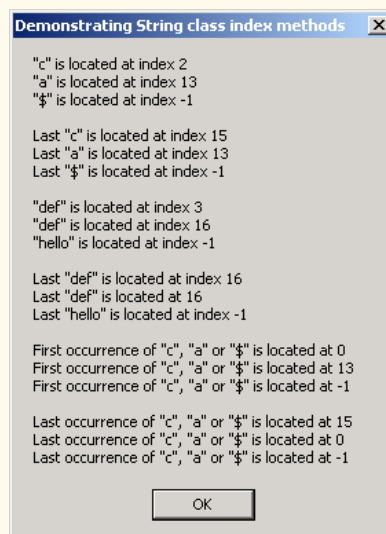 Demonstrating String class index methods
"c" is located at index 2
"a" is located at index 13
"$" is located at index -1
Last "c" is located at index 15
Last "a" is located at index 13
Last "$" is located at index -1
"def" is located at index 3
"def" is located at index 16
"hello" is located at index -1
Last "def" is located at index 16
Last "def" is located at 16
Last "hello" is located at index -1
First occurrence of "c", "a" or "$" is located at 0
First occurrence of "c", "a" or "$" is located at 13
First occurrence of "c", "a" or "$" is located at -1
Last occurrence of "c", "a" or "$" is located at 15
Last occurrence of "c", "a" or "$" is located at 0
Last occurrence of "c", "a" or "$" is located at -1
OK